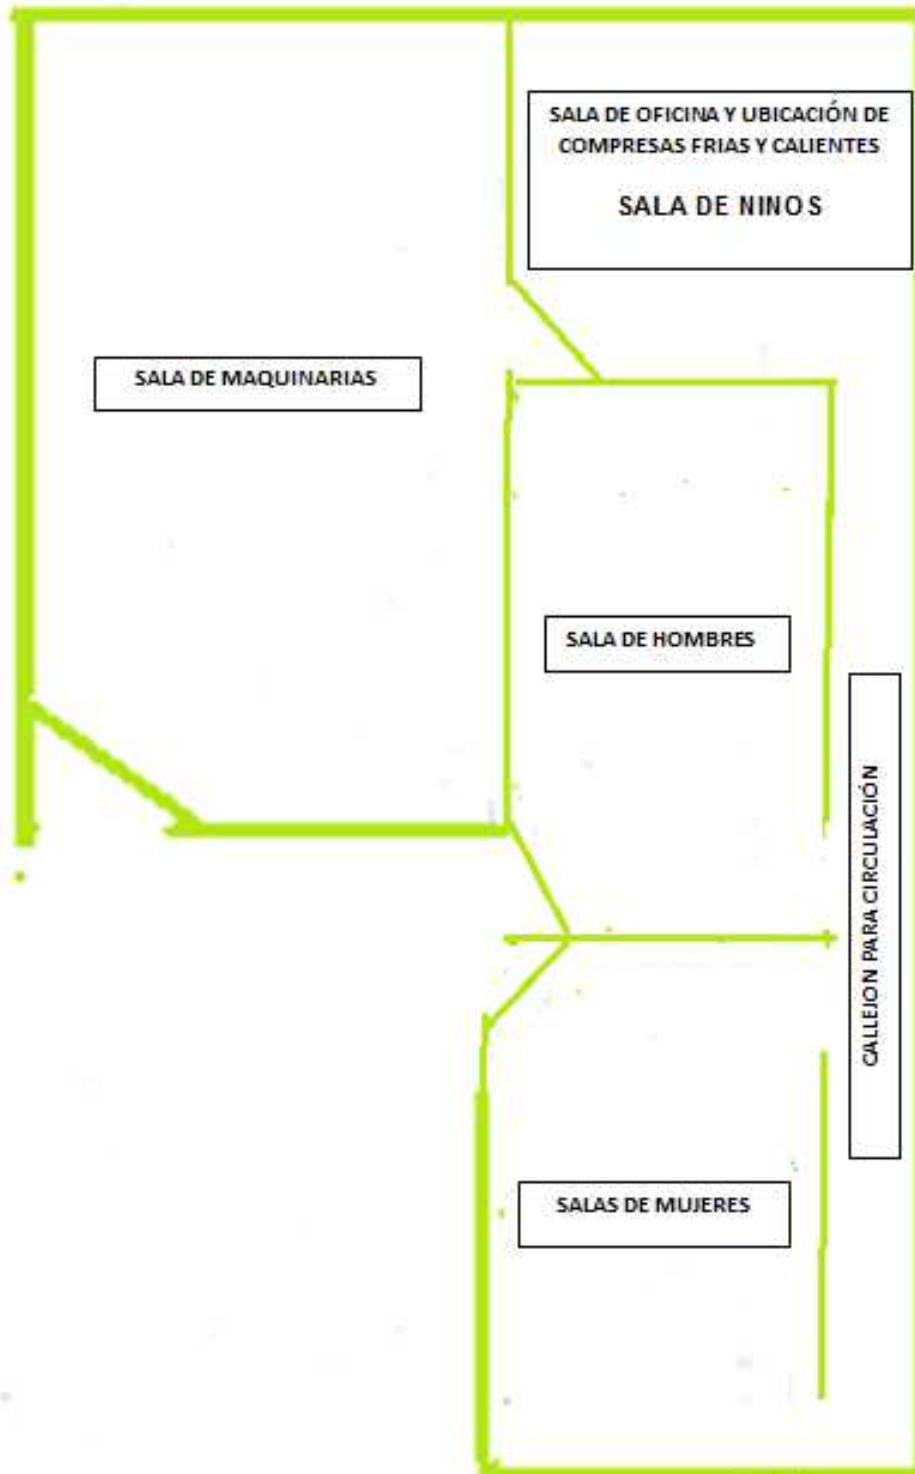 SALA DE OFICINA Y UBICACIÓN DE
COMPRESAS FRIAS Y CALIENTES
SALA DE NINOS
SALA DE MAQUINARIAS
SALA DE HOMBRES
CALLEJON PARA CIRCULACIÓN
SALAS DE MUJERES